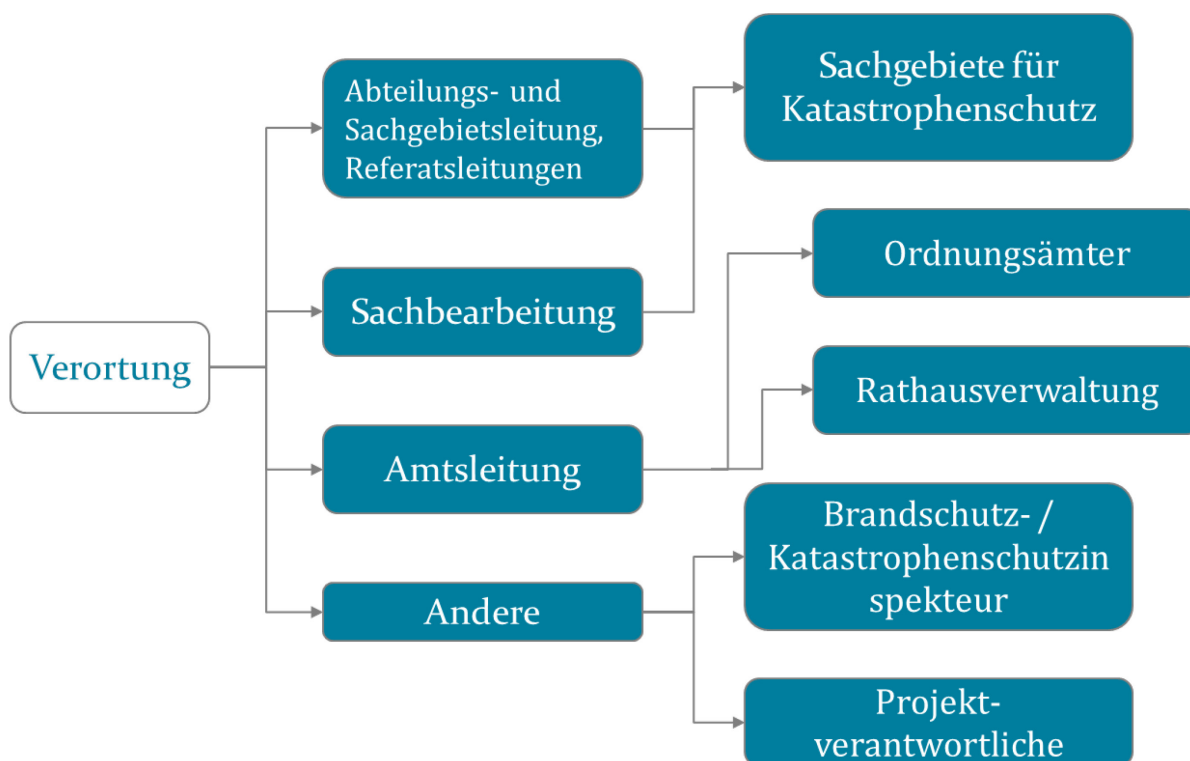 Verortung
Abteilungs- und
Sachgebietsleitung,
Referatsleitungen
Sachbearbeitung
Amtsleitung
Andere
Sachgebiete für
Katastrophenschutz
Ordnungsämter
Rathausverwaltung
Brandschutz- /
Katastrophenschutzin
spekteur
Projekt-
verantwortliche